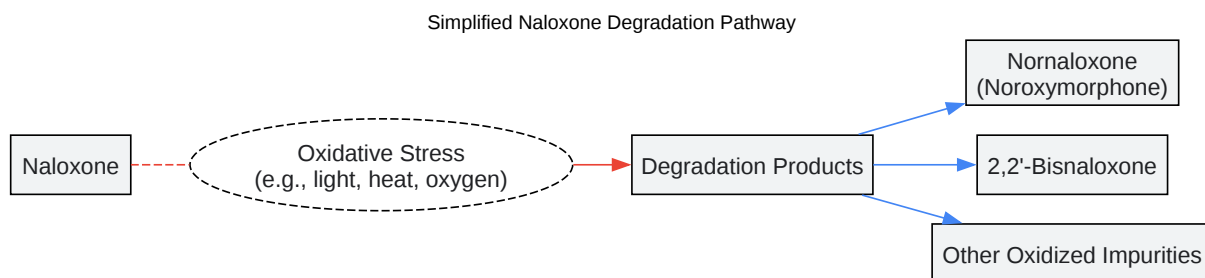 Simplified Naloxone Degradation Pathway
Naloxone
Oxidative Stress
(e.g., light, heat, oxygen)
Degradation Products
Nornaloxone
(Noroxymorphone)
2,2'-Bisnaloxone
Other Oxidized Impurities